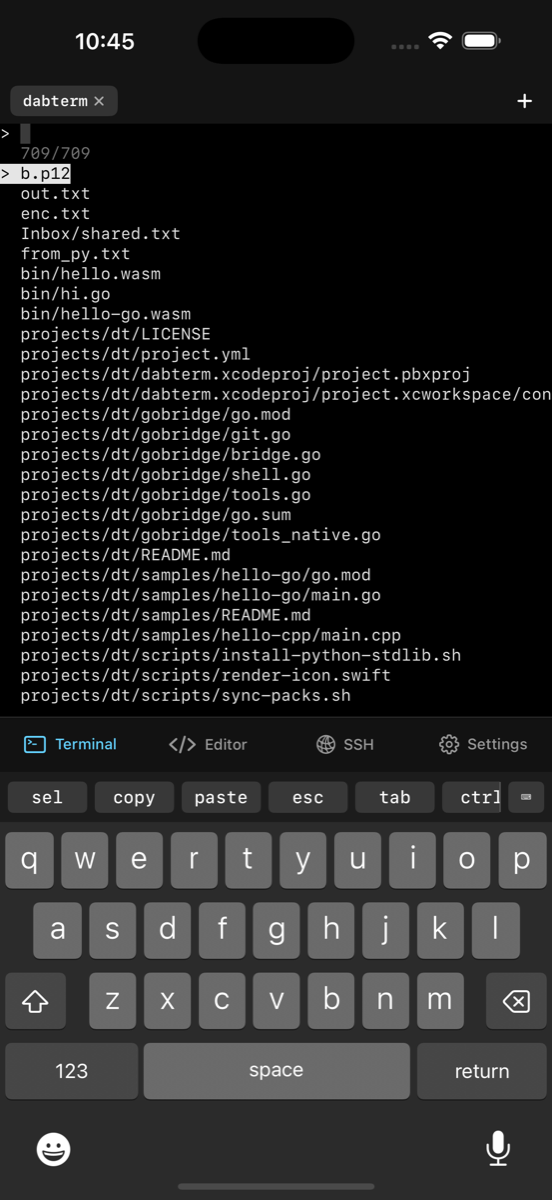 10:45
dabterm ×
+
>
709/709
> b.p12
out.txt
enc.txt
Inbox/shared.txt
from_py.txt
bin/hello.wasm
bin/hi.go
bin/hello-go.wasm
projects/dt/LICENSE
projects/dt/project.yml
projects/dt/dabterm.xcodeproj/project.pbxproj
projects/dt/dabterm.xcodeproj/project.xcworkspace/con
projects/dt/gobridge/go.mod
projects/dt/gobridge/git.go
projects/dt/gobridge/bridge.go
projects/dt/gobridge/shell.go
projects/dt/gobridge/tools.go
projects/dt/gobridge/go.sum
projects/dt/gobridge/tools_native.go
projects/dt/README.md
projects/dt/samples/hello-go/go.mod
projects/dt/samples/hello-go/main.go
projects/dt/samples/README.md
projects/dt/samples/hello-cpp/main.cpp
projects/dt/scripts/install-python-stdlib.sh
projects/dt/scripts/render-icon.swift
projects/dt/scripts/sync-packs.sh
Terminal </> Editor SSH Settings
sel copy paste esc tab ctrl
q w e r t y u i o p
a s d f g h j k l
z x c v b n m
123 space return